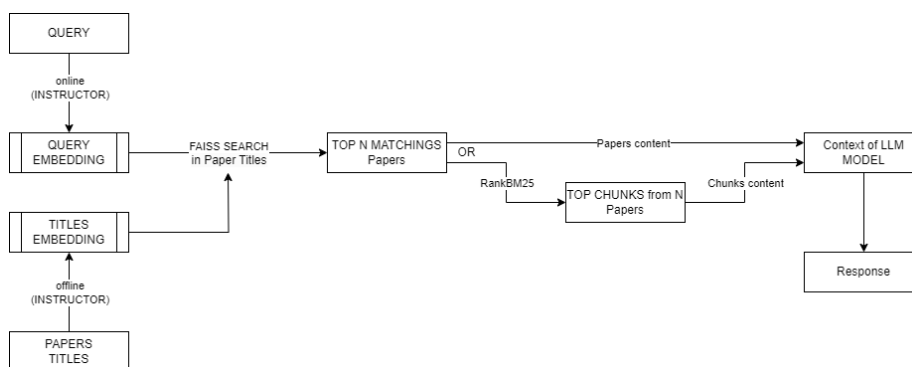 QUERY
online
(INSTRUCTOR)
QUERY
EMBEDDING
FAISS SEARCH
in Paper Titles
TOP N MATCHINGS
Papers
OR
Papers content
RankBM25
TOP CHUNKS from N
Papers
Chunks content
Context of LLM
MODEL
Response
TITLES
EMBEDDING
offline
(INSTRUCTOR)
PAPERS
TITLES